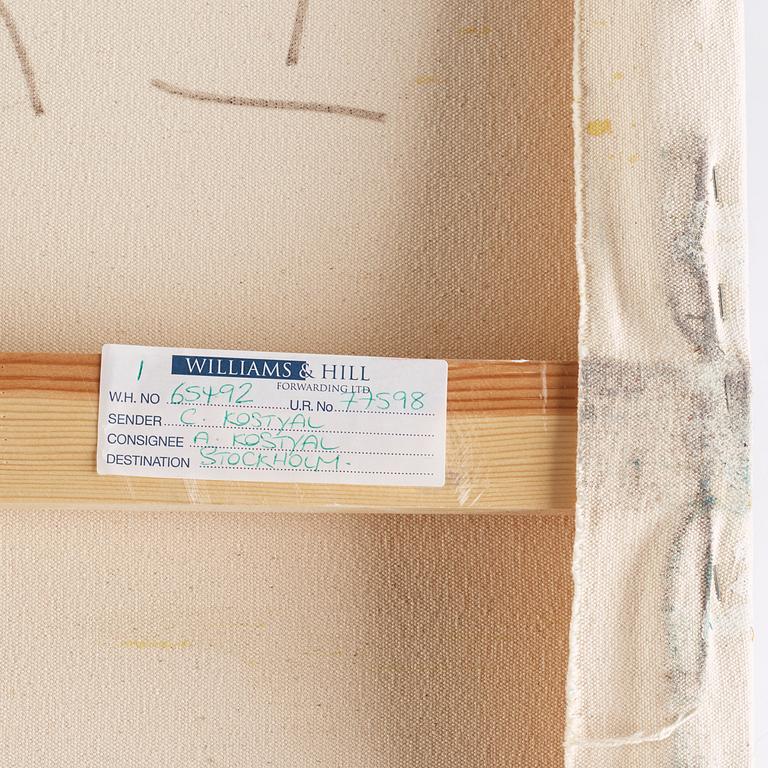 1
WILLIAMS & HILL
FORWARDING LTD
W.H. NO 65492 U.R. No 77598
SENDER C. KOSTYAL
CONSIGNEE A. KOSTYAL
DESTINATION STOCKHOLM.